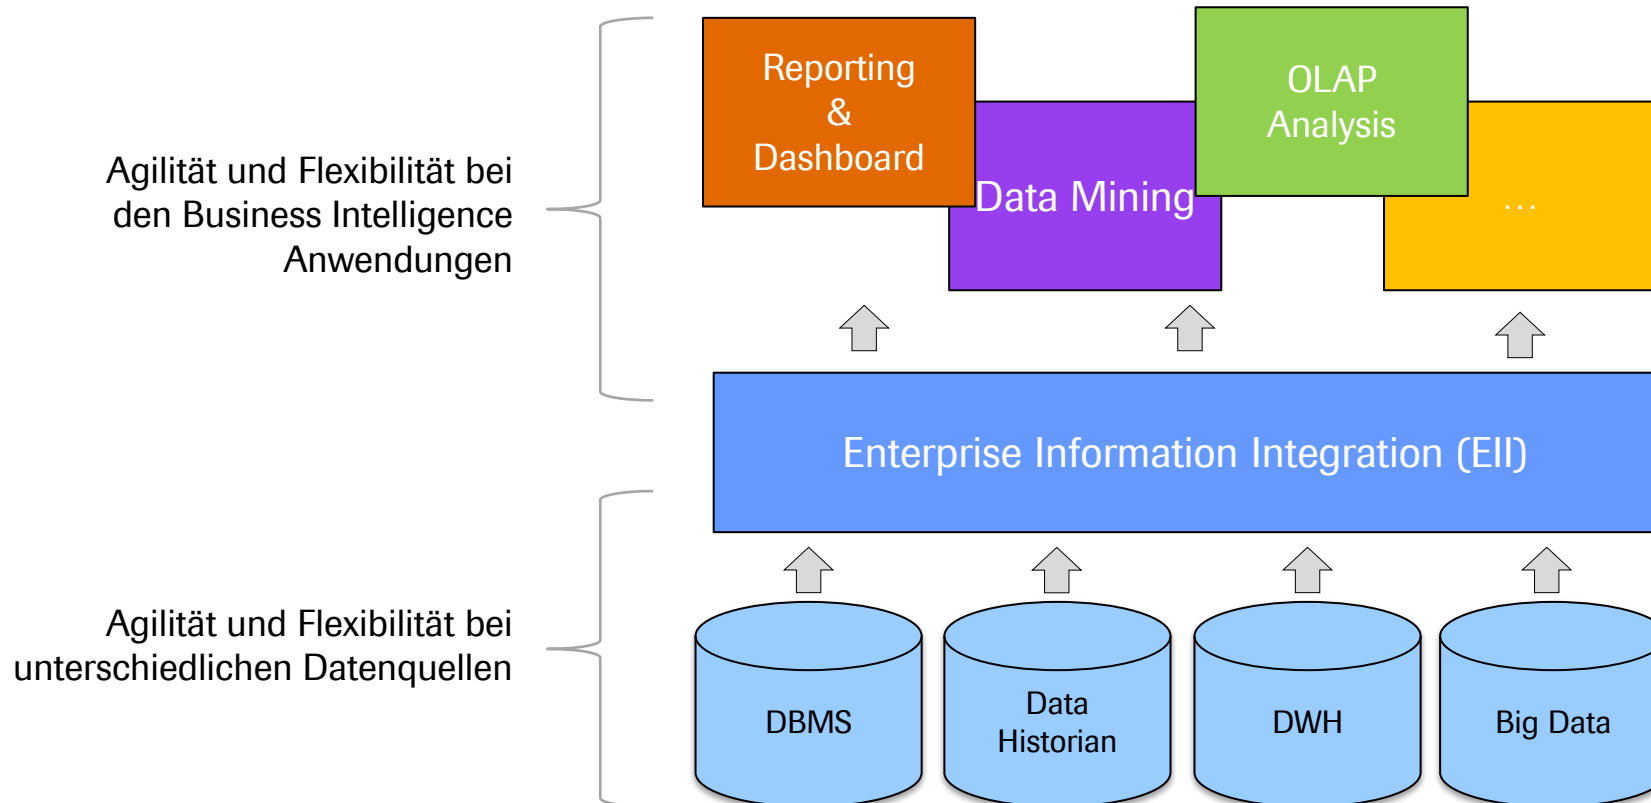 Agilität und Flexibilität bei
den Business Intelligence
Anwendungen
Reporting
&
Dashboard
Data Mining
OLAP
Analysis
...
Enterprise Information Integration (EII)
Agilität und Flexibilität bei
unterschiedlichen Datenquellen
DBMS
Data
Historian
DWH
Big Data